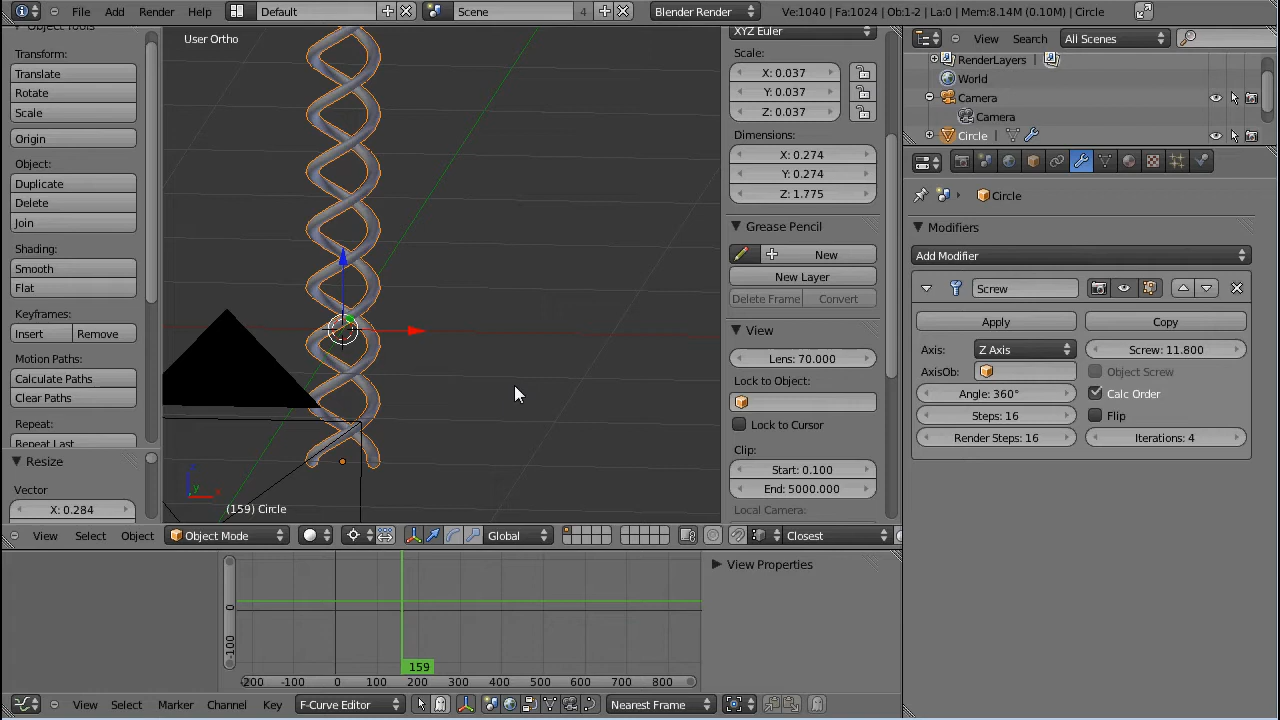 File Add Render Help Default Scene 4 Blender Render Ve:1040 | Fa:1024 | Ob:1-2 | La:0 | Mem:8.14M (0.10M) | Circle
Object Tools
Transform:
Translate
Rotate
Scale
Origin
Object:
Duplicate
Delete
Join
Shading:
Smooth
Flat
Keyframes:
Insert Remove
Motion Paths:
Calculate Paths
Clear Paths
Repeat:
Repeat Last
Resize
Vector
X: 0.284
User Ortho
z
y
x
(159) Circle
XYZ Euler
Scale:
X: 0.037
Y: 0.037
Z: 0.037
Dimensions:
X: 0.274
Y: 0.274
Z: 1.775
Grease Pencil
New
New Layer
Delete Frame Convert
View
Lens: 70.000
Lock to Object:
Lock to Cursor
Clip:
Start: 0.100
End: 5000.000
Local Camera:
View Search All Scenes
RenderLayers
World
Camera
Camera
Circle
Circle
Modifiers
Add Modifier
Screw
Apply Copy
Axis: Z Axis Screw: 11.800
AxisOb: Object Screw
Angle: 360° Calc Order
Steps: 16 Flip
Render Steps: 16 Iterations: 4
View Select Object Object Mode Global Closest
0
-100
159
-200 -100 0 100 200 300 400 500 600 700 800
View Properties
View Select Marker Channel Key F-Curve Editor Nearest Frame